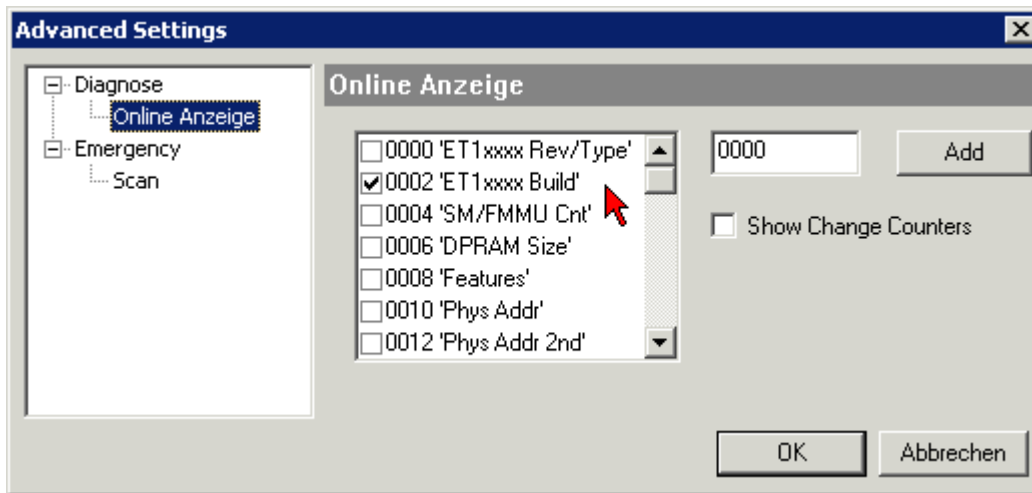 Advanced Settings
Diagnose
Online Anzeige
Emergency
Scan
Online Anzeige
0000 'ET1xxxx Rev/Type'
0002 'ET1xxxx Build'
0004 'SM/FMMU Cnt'
0006 'DPRAM Size'
0008 'Features'
0010 'Phys Addr'
0012 'Phys Addr 2nd'
0000
Add
Show Change Counters
OK
Abbrechen